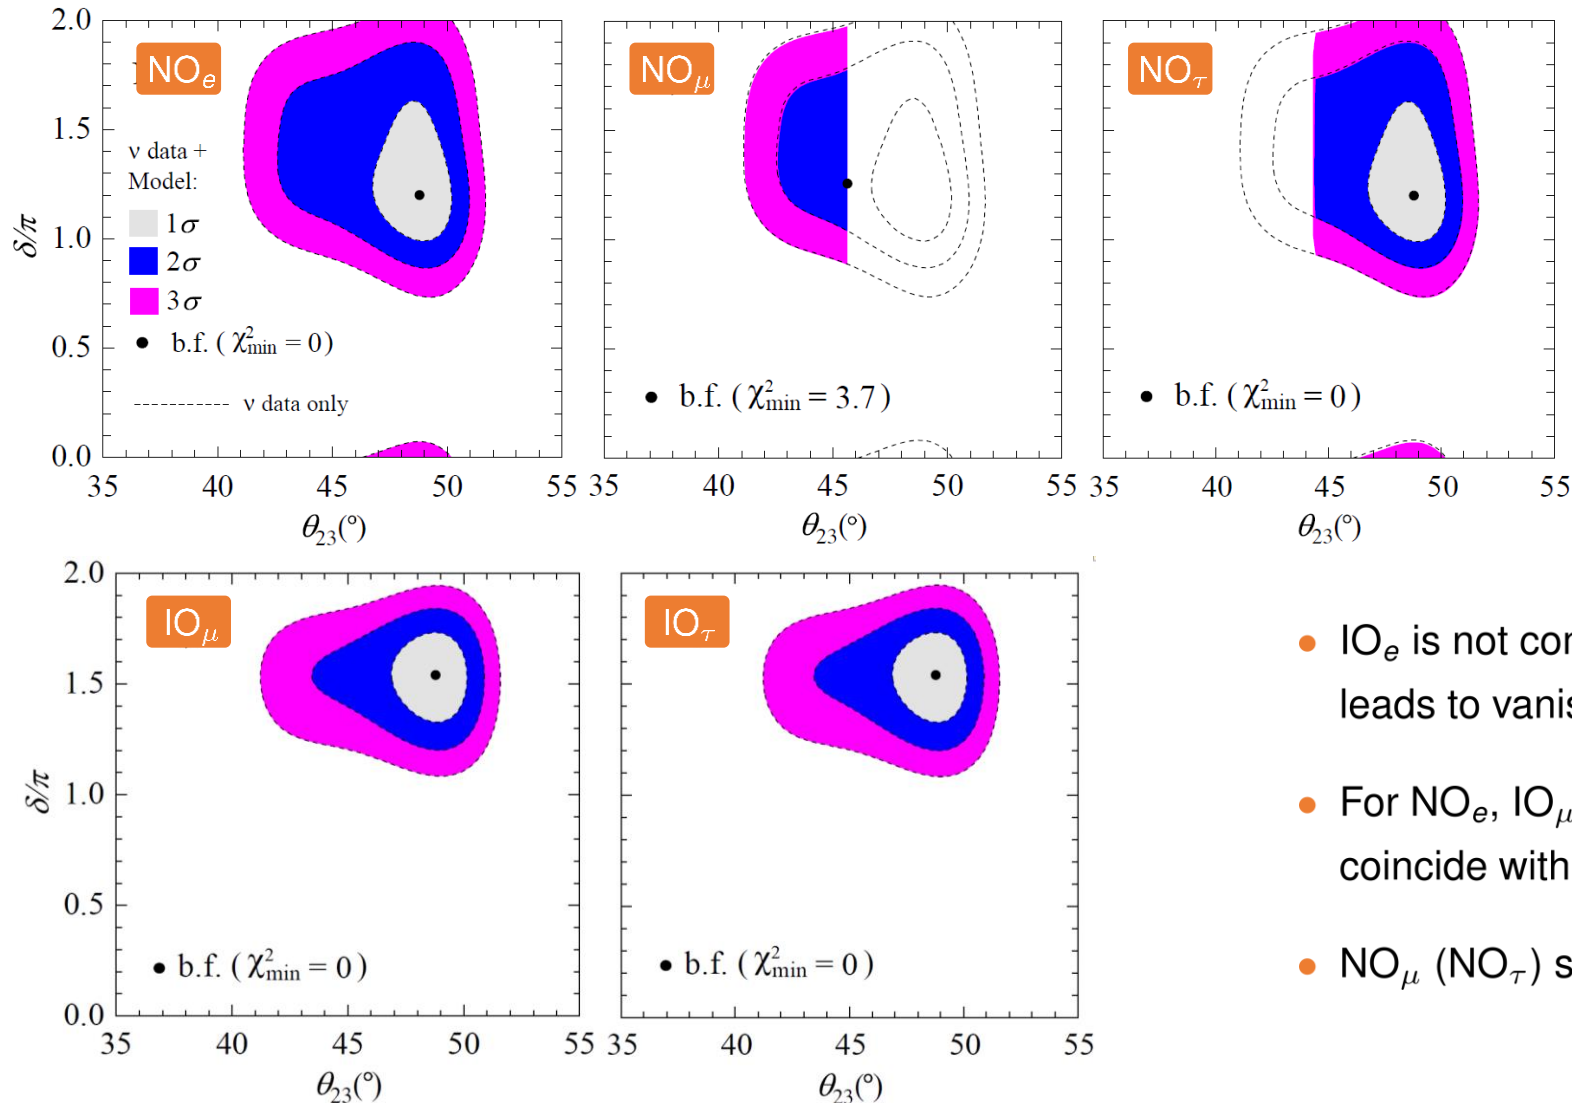 NOe
NOμ
NOτ
2.0
1.5
1.0
0.5
0.0
δ/π
ν data +
Model:
1σ
2σ
3σ
b.f. ( χ²min = 0 )
ν data only
b.f. ( χ²min = 3.7 )
b.f. ( χ²min = 0 )
35 40 45 50 55
35 40 45 50 55
35 40 45 50 55
θ23(°)
θ23(°)
θ23(°)
IOμ
IOτ
2.0
1.5
1.0
0.5
0.0
δ/π
b.f. ( χ²min = 0 )
b.f. ( χ²min = 0 )
35 40 45 50 55
35 40 45 50 55
θ23(°)
θ23(°)
• IOe is not
leads to
• For NOe, IOμ
coincide with
• NOμ (NOτ)